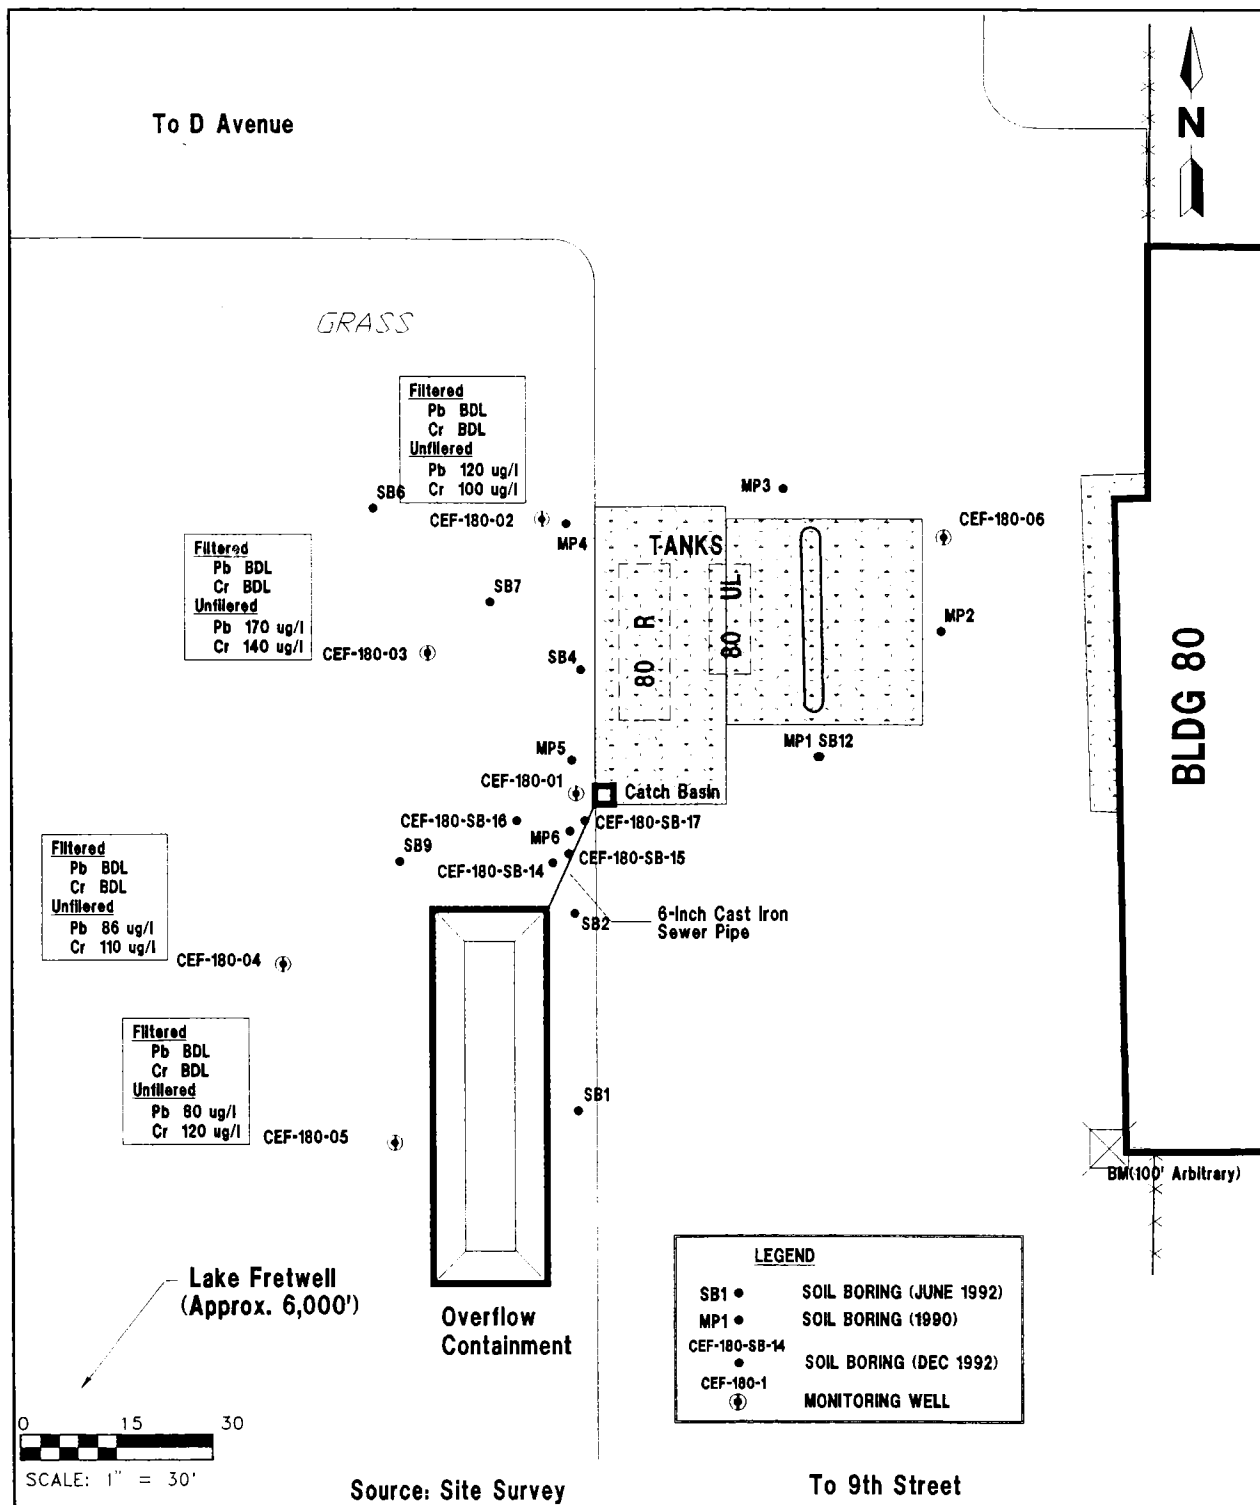 To D Avenue
N
GRASS
Filtered
Pb BDL
Cr BDL
Unfilered
Pb 120 ug/l
Cr 100 ug/l
SB6
CEF-180-02
MP4
MP3
TANKS
CEF-180-06
Filtered
Pb BDL
Cr BDL
Unfilered
Pb 170 ug/l
Cr 140 ug/l
SB7
CEF-180-03
SB4
80 R
80 UL
MP2
BLDG 80
MP5
MP1 SB12
CEF-180-01
Catch Basin
CEF-180-SB-16
CEF-180-SB-17
MP6
SB9
CEF-180-SB-14
CEF-180-SB-15
Filtered
Pb BDL
Cr BDL
Unfilered
Pb 86 ug/l
Cr 110 ug/l
CEF-180-04
SB2
6-Inch Cast Iron
Sewer Pipe
Filtered
Pb BDL
Cr BDL
Unfilered
Pb 80 ug/l
Cr 120 ug/l
CEF-180-05
SB1
BM(100' Arbitrary)
Lake Fretwell
(Approx. 6,000')
Overflow
Containment
LEGEND
SB1 SOIL BORING (JUNE 1992)
MP1 SOIL BORING (1990)
CEF-180-SB-14
SOIL BORING (DEC 1992)
CEF-180-1
MONITORING WELL
0 15 30
SCALE: 1" = 30'
Source: Site Survey
To 9th Street